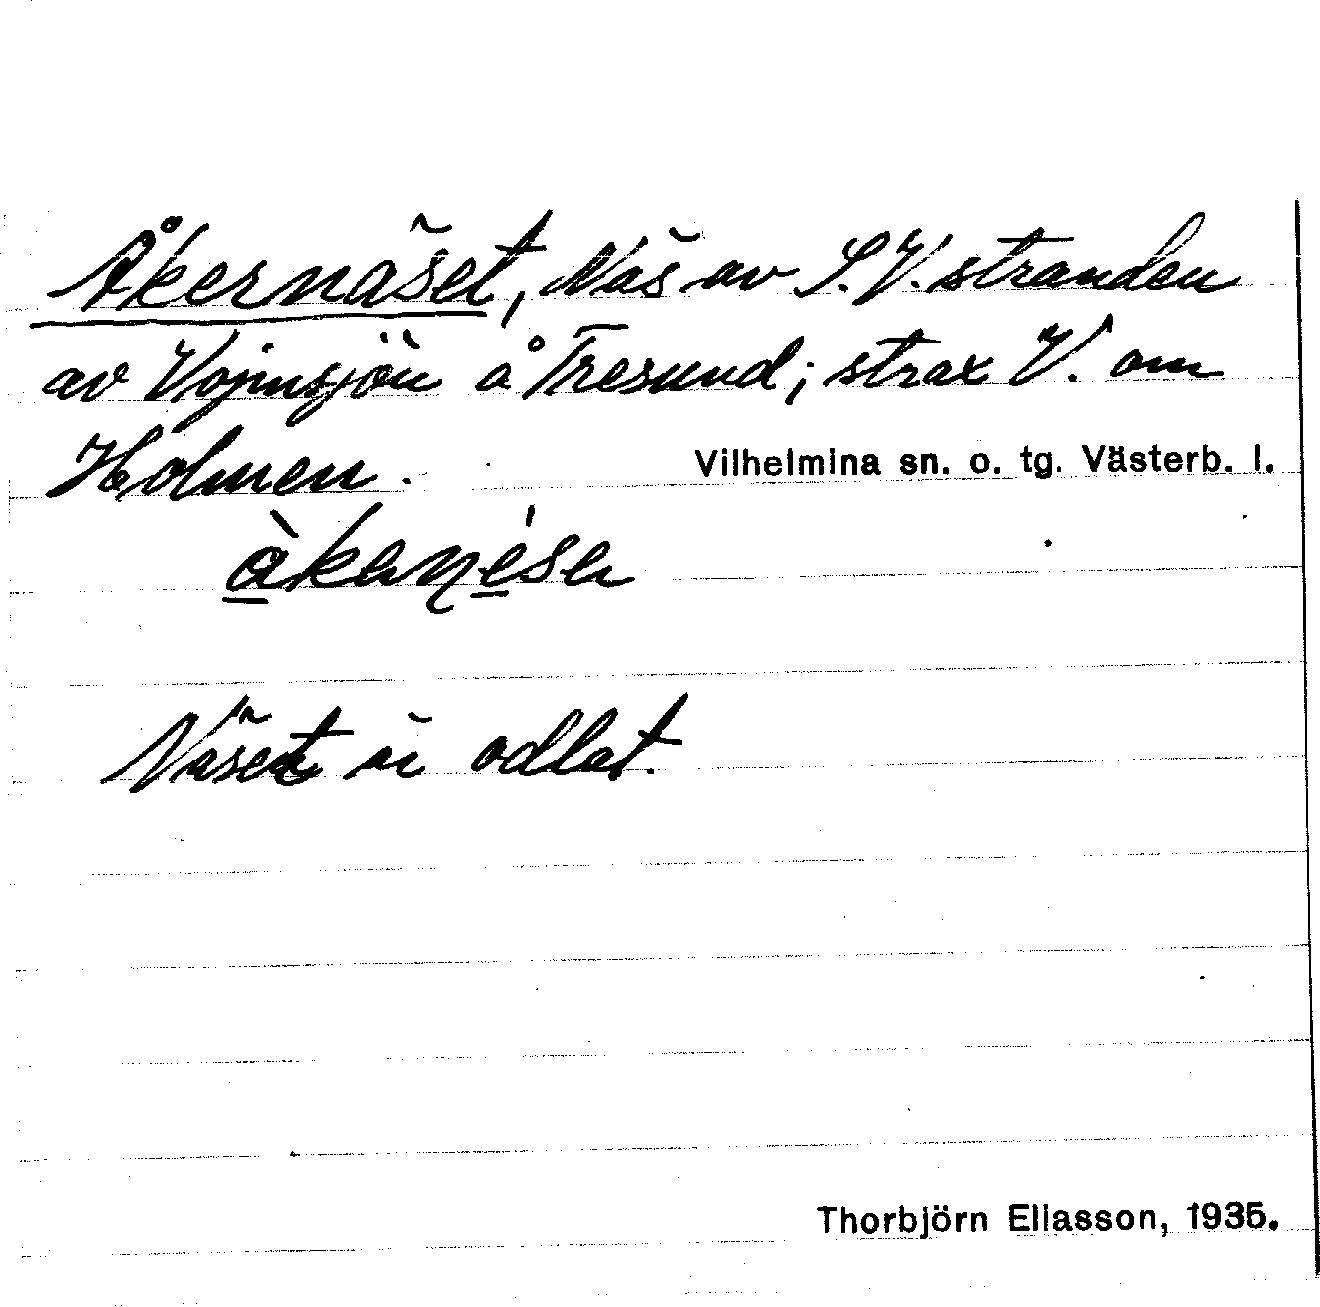 Åkernäset, Näs av S.V. stranden
av Vojmsjön å Tresund; strax V. om
Holmen.
Vilhelmina sn. o. tg. Västerb. l.
Näset är odlat.
Thorbjörn Eliasson, 1935.